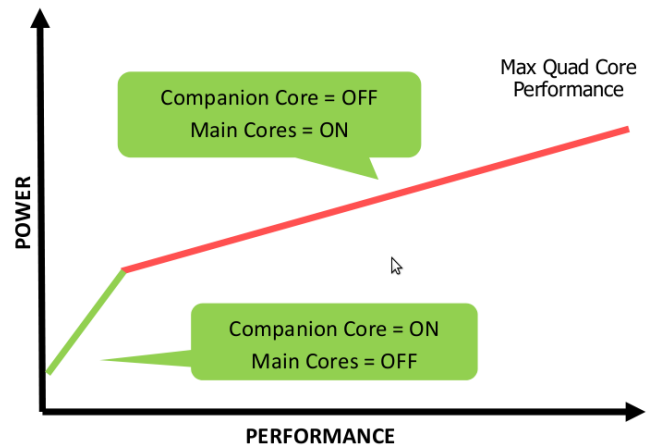 Max Quad Core
Performance
Companion Core = OFF
Main Cores = ON
POWER
Companion Core = ON
Main Cores = OFF
PERFORMANCE